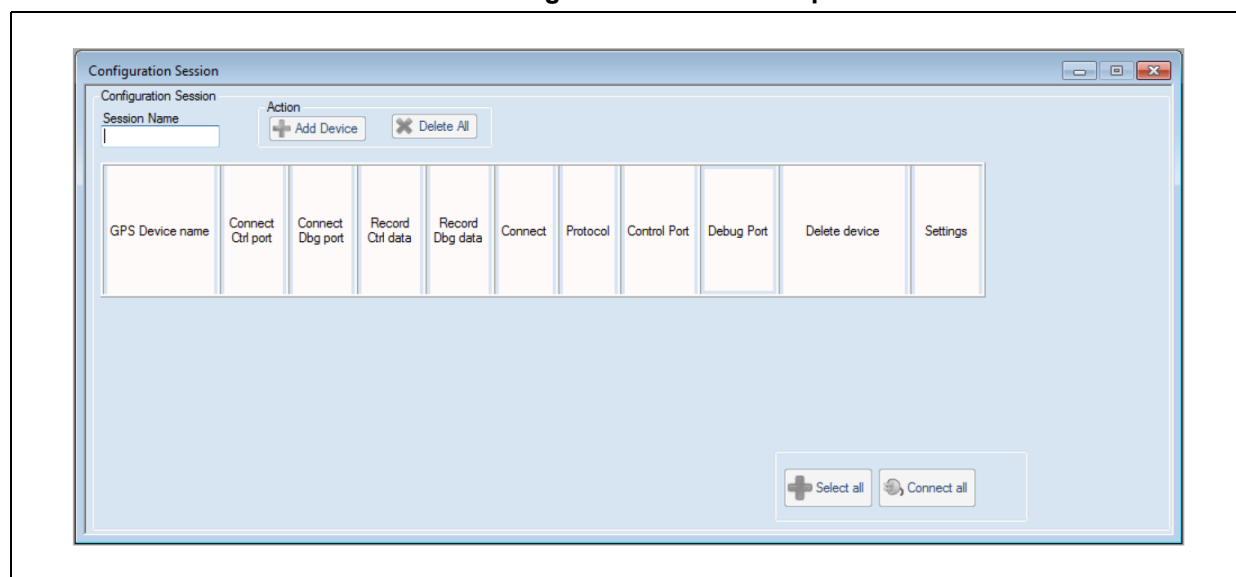 Configuration Session
Configuration Session
Session Name
Action
Add Device
Delete All
GPS Device name
Connect
Ctrl port
Connect
Dbg port
Record
Ctrl data
Record
Dbg data
Connect
Protocol
Control Port
Debug Port
Delete device
Settings
Select all
Connect all